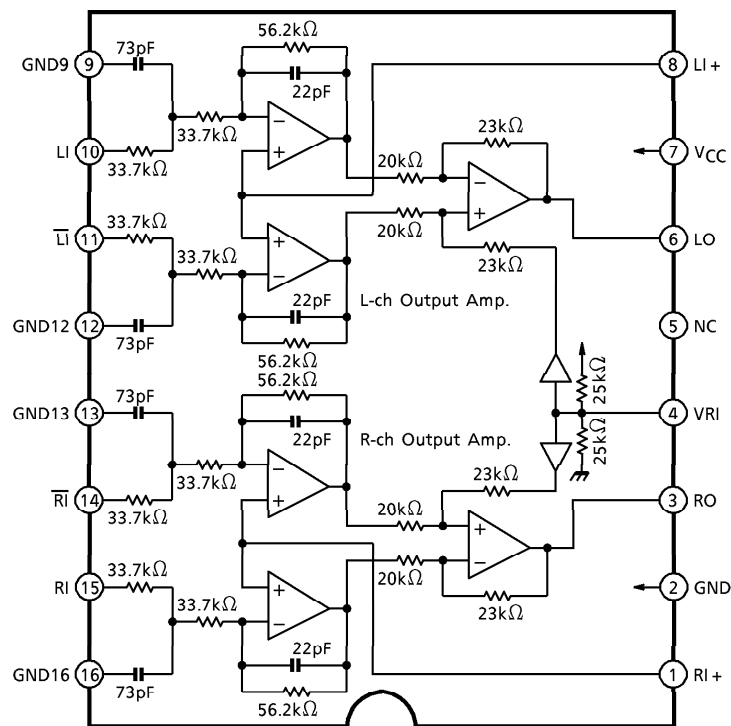 56.2kΩ
73pF
GND9 9
8 LI+
22pF
33.7kΩ
23kΩ
LI 10
33.7kΩ
20kΩ
7 VCC
33.7kΩ
L̅I̅ 11
33.7kΩ
20kΩ
6 LO
23kΩ
22pF
L-ch Output Amp.
GND12 12
5 NC
73pF
56.2kΩ
56.2kΩ
25kΩ
73pF
GND13 13
22pF
R-ch Output Amp.
4 VRI
25kΩ
33.7kΩ
23kΩ
R̅I̅ 14
33.7kΩ
20kΩ
3 RO
33.7kΩ
RI 15
33.7kΩ
20kΩ
2 GND
23kΩ
22pF
GND16 16
73pF
1 RI+
56.2kΩ